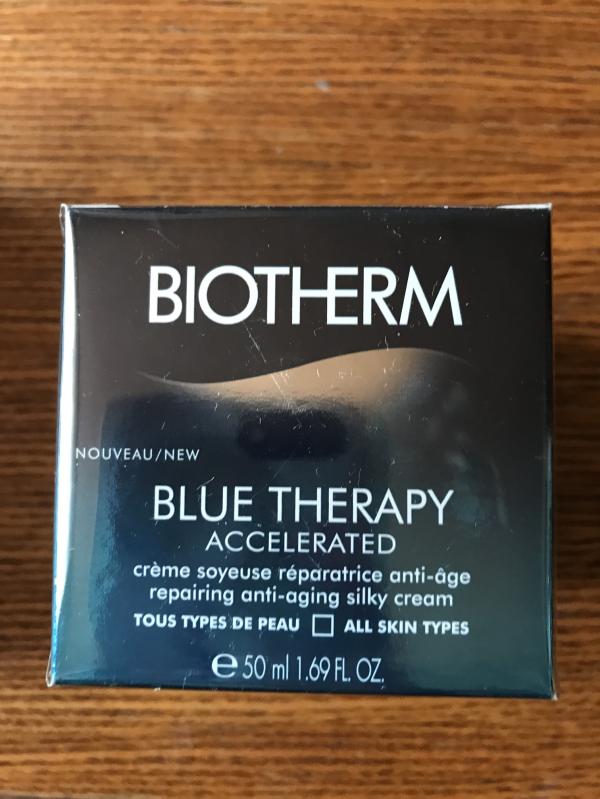 BIOTHERM
NOUVEAU/NEW
BLUE THERAPY
ACCELERATED
crème soyeuse réparatrice anti-âge
repairing anti-aging silky cream
TOUS TYPES DE PEAU □ ALL SKIN TYPES
℮ 50 ml 1.69 FL. OZ.